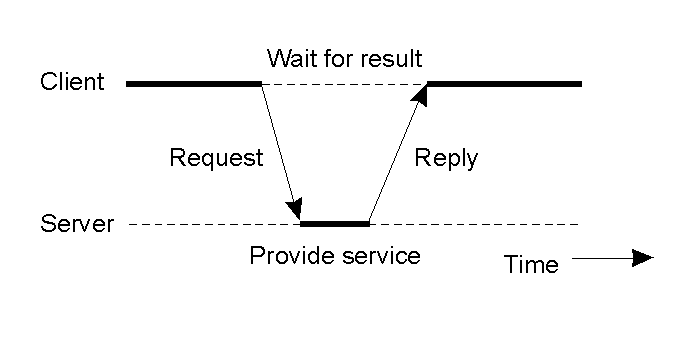 Wait for result
Client
Request
Reply
Server
Provide service
Time